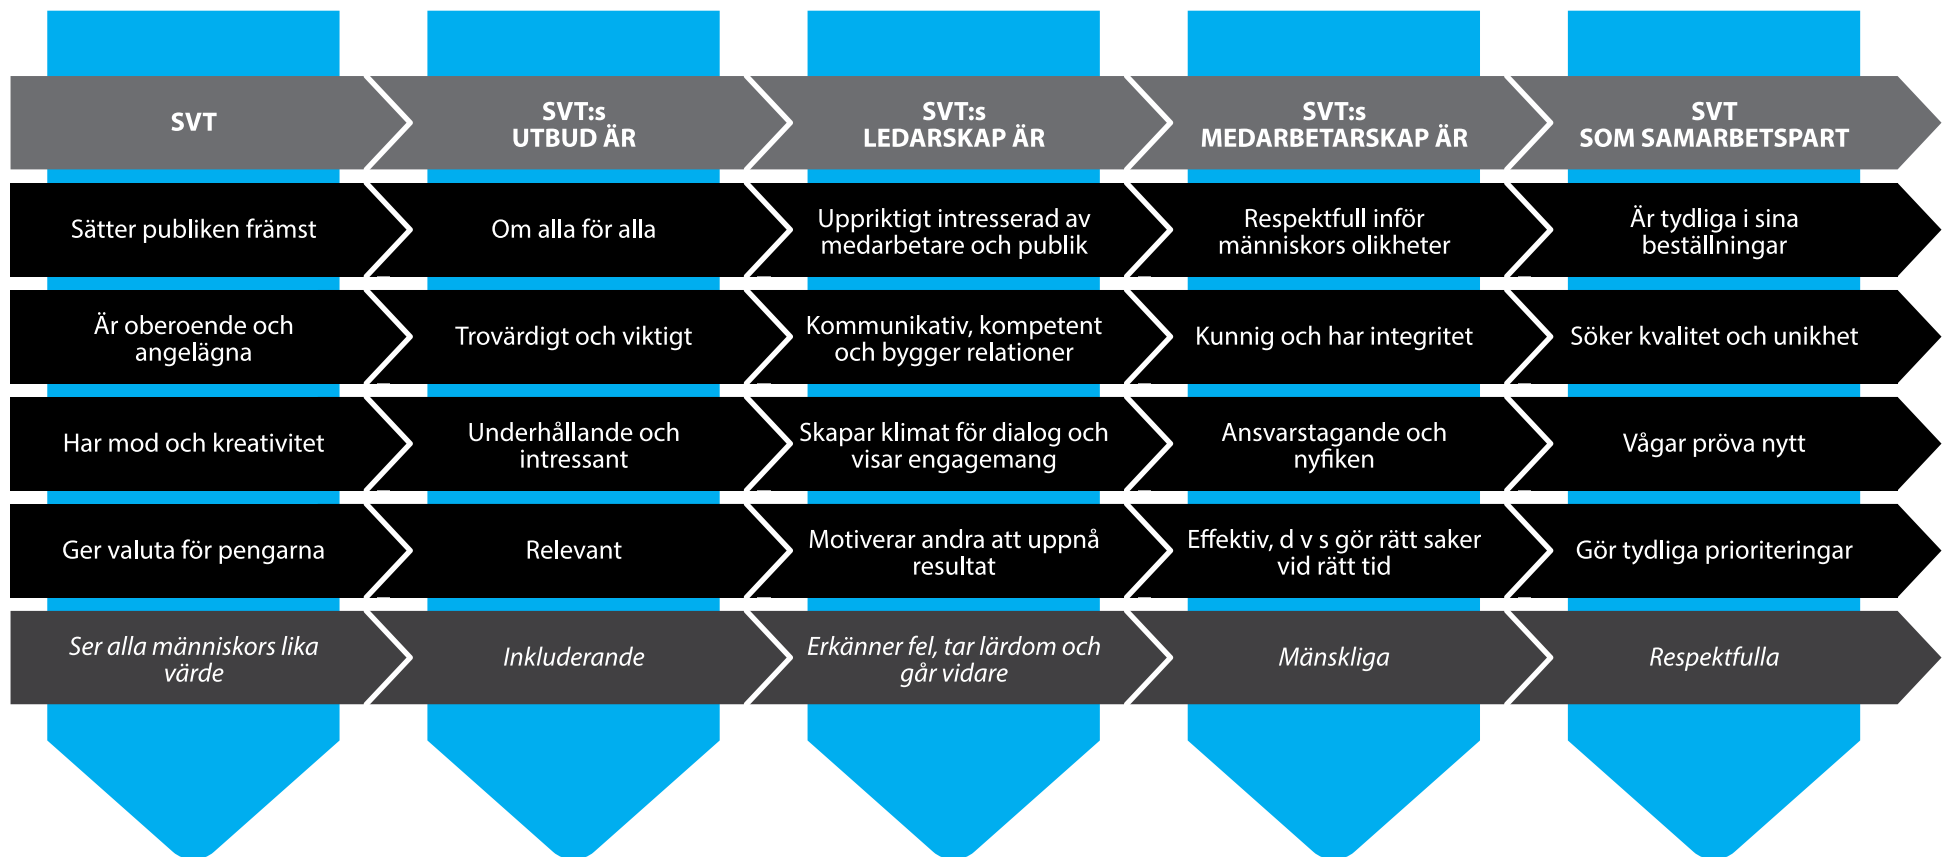 SVT
SVT:s
UTBUD ÄR
SVT:s
LEDARSKAP ÄR
SVT:s
MEDARBETARSKAP ÄR
SVT
SOM SAMARBETSPART
Sätter publiken främst
Om alla för alla
Uppriktigt intresserad av
medarbetare och publik
Respektfull inför
människors olikheter
Är tydliga i sina
beställningar
Är oberoende och
angelägna
Trovärdigt och viktigt
Kommunikativ, kompetent
och bygger relationer
Kunnig och har integritet
Söker kvalitet och unikhet
Har mod och kreativitet
Underhållande och
intressant
Skapar klimat för dialog och
visar engagemang
Ansvarstagande och
nyfiken
Vågar pröva nytt
Ger valuta för pengarna
Relevant
Motiverar andra att uppnå
resultat
Effektiv, d v s gör rätt saker
vid rätt tid
Gör tydliga prioriteringar
Ser alla människors lika
värde
Inkluderande
Erkänner fel, tar lärdom och
går vidare
Mänskliga
Respektfulla